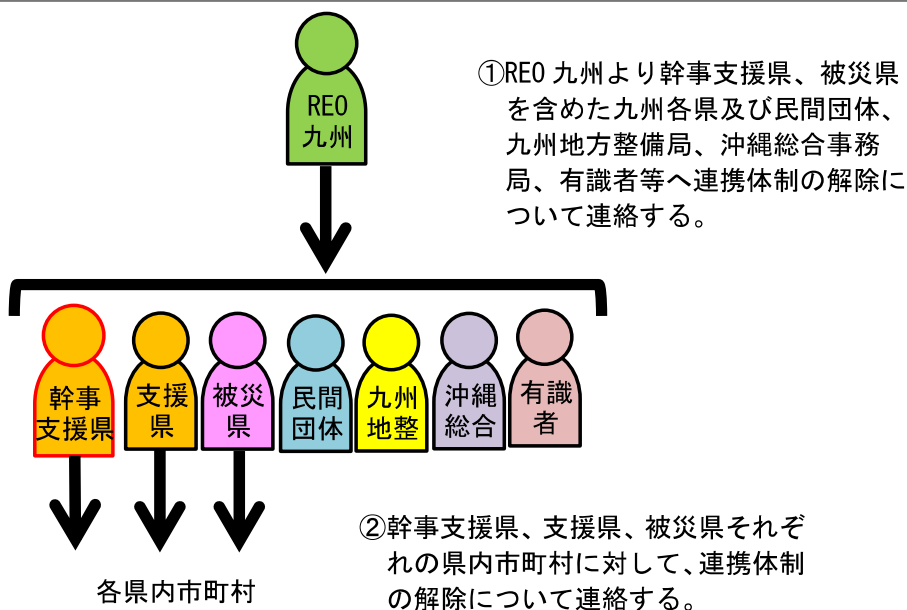 REO
九州
①REO 九州より幹事支援県、被災県
を含めた九州各県及び民間団体、
九州地方整備局、沖縄総合事務
局、有識者等へ連携体制の解除に
ついて連絡する。
幹事
支援県
支援
県
被災
県
民間
団体
九州
地整
沖縄
総合
有識
者
②幹事支援県、支援県、被災県それぞ
れの県内市町村に対して、連携体制
の解除について連絡する。
各県内市町村